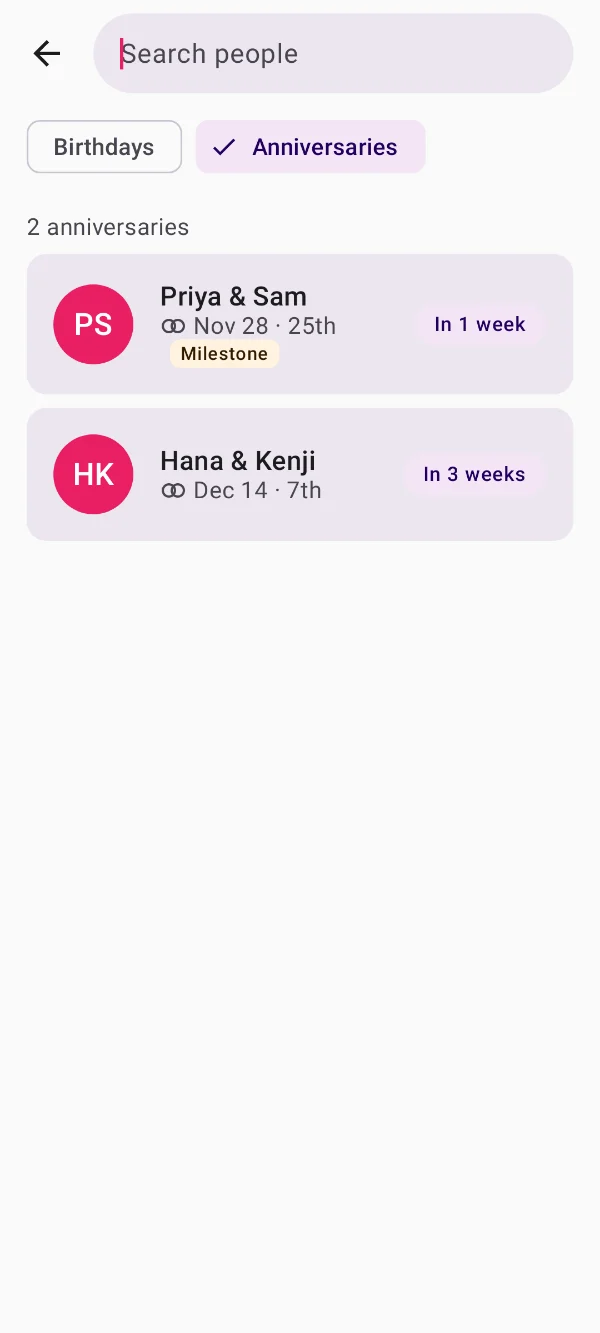 Search people
Birthdays
Anniversaries
2 anniversaries
PS
Priya & Sam
Nov 28 · 25th
Milestone
In 1 week
HK
Hana & Kenji
Dec 14 · 7th
In 3 weeks